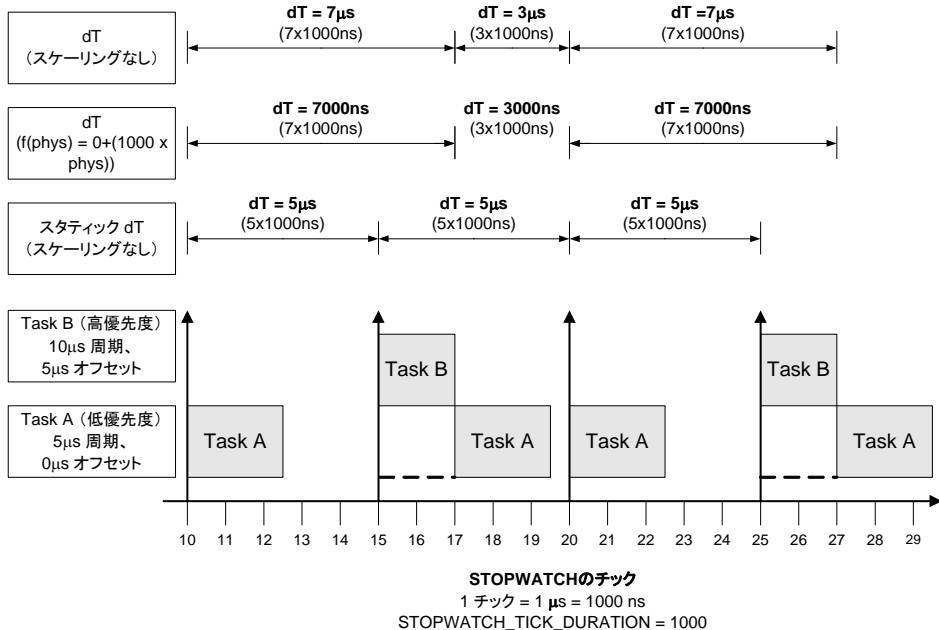 dT
（スケーリングなし）
dT = 7μs
(7x1000ns)
dT = 3μs
(3x1000ns)
dT =7μs
(7x1000ns)
dT
(f(phys) = 0+(1000 x
phys))
dT = 7000ns
(7x1000ns)
dT = 3000ns
(3x1000ns)
dT = 7000ns
(7x1000ns)
スタティック dT
（スケーリングなし）
dT = 5μs
(5x1000ns)
dT = 5μs
(5x1000ns)
dT = 5μs
(5x1000ns)
Task B （高優先度）
10μs 周期、
5μs オフセット
Task B
Task B
Task A （低優先度）
5μs 周期、
0μs オフセット
Task A
Task A
Task A
Task A
10 11 12 13 14 15 16 17 18 19 20 21 22 23 24 25 26 27 28 29
STOPWATCHのチック
1 チック = 1 μs = 1000 ns
STOPWATCH_TICK_DURATION = 1000